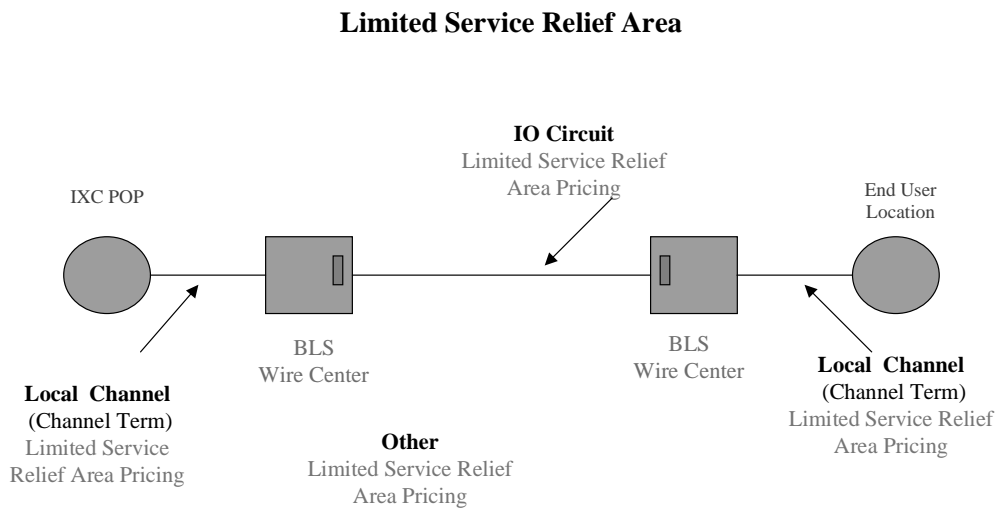 Limited Service Relief Area
IO Circuit
Limited Service Relief
Area Pricing
IXC POP
End User
Location
BLS
Wire Center
BLS
Wire Center
Local Channel
(Channel Term)
Limited Service
Relief Area Pricing
Local Channel
(Channel Term)
Limited Service Relief
Area Pricing
Other
Limited Service Relief
Area Pricing